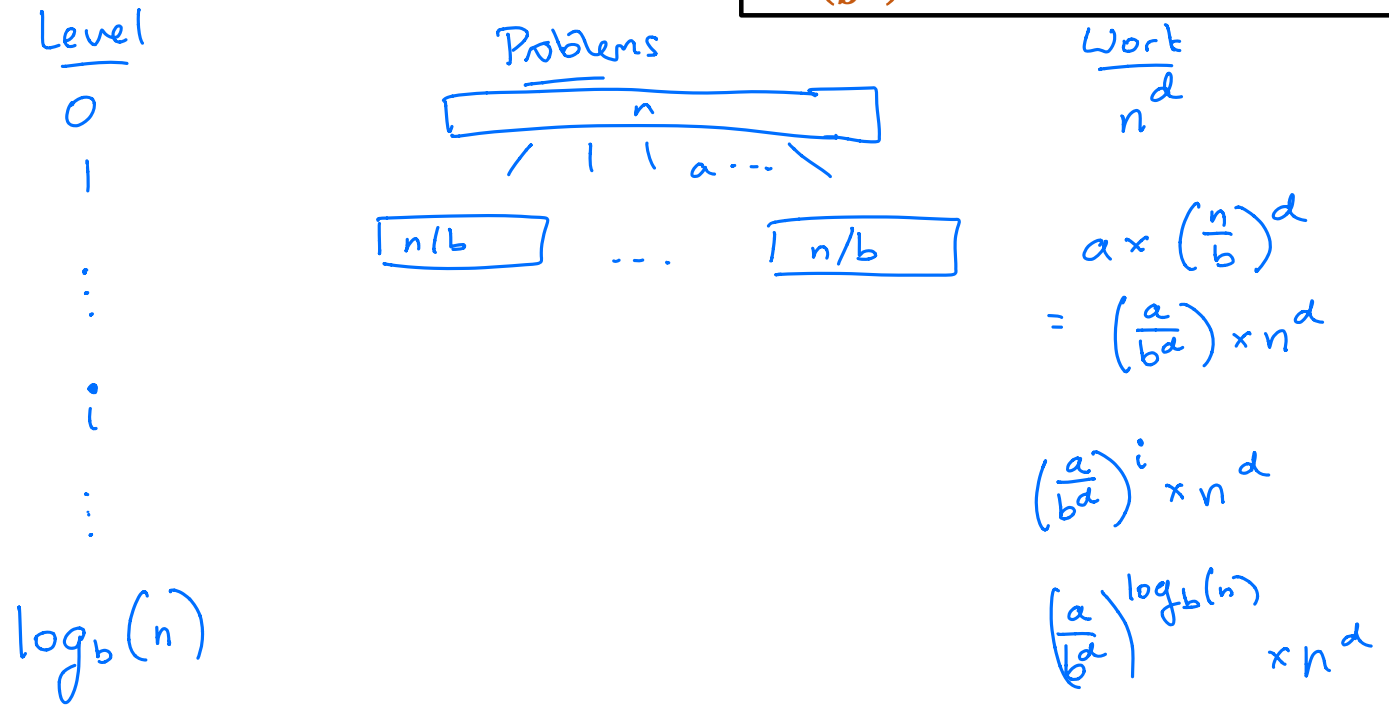 (b
Level Problems Work
0 n n^d
1 a ...
n/b .... n/b a × (n/b)^d
⋮
= (a/b^d) × n^d
i
(a/b^d)^i × n^d
⋮
log_b(n) (a/b^d)^{log_b(n)} × n^d